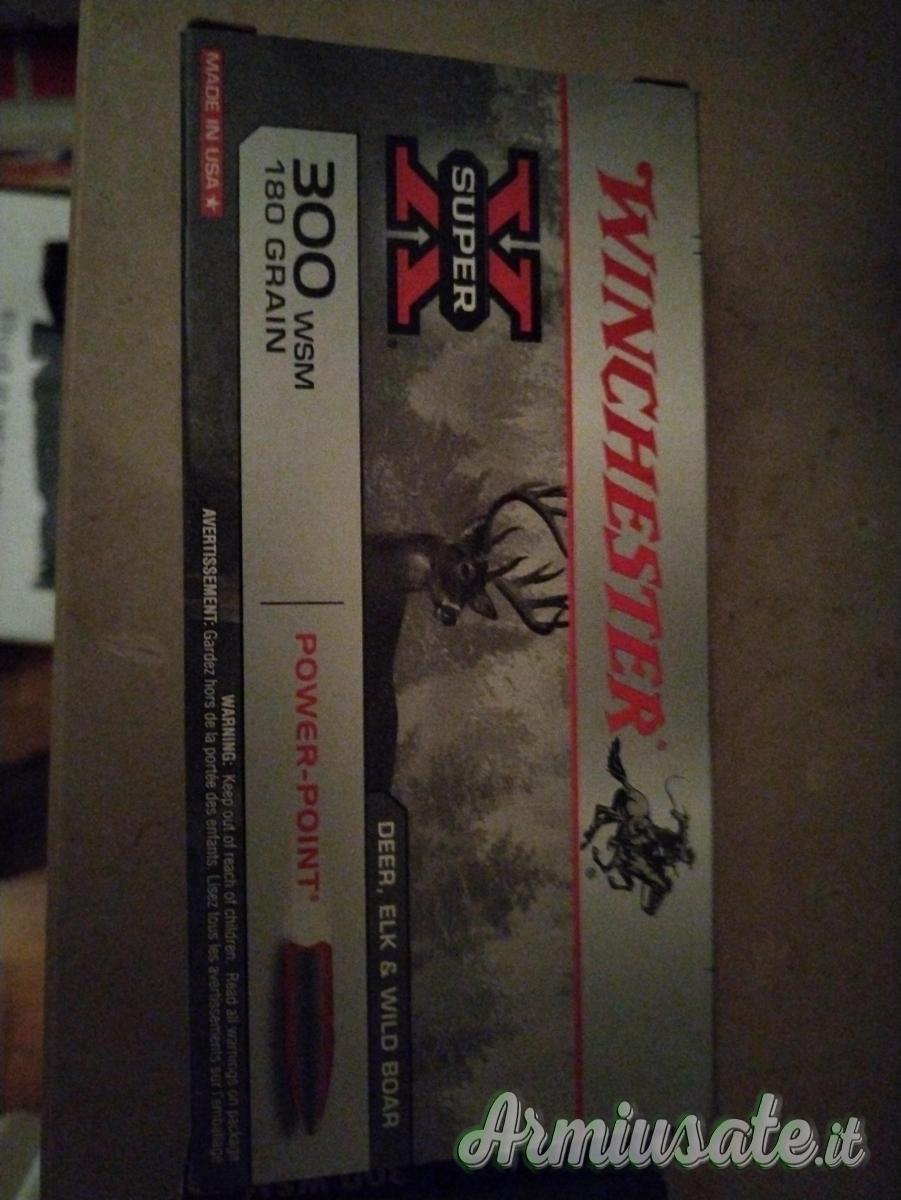 WINCHESTER®
SUPER X®
DEER, ELK & WILD BOAR
300 WSM
180 GRAIN
POWER-POINT®
WARNING: Keep out of reach of children. Read all warnings on package
MADE IN USA
AVERTISSEMENT: Gardez hors de la portée des enfants. Lisez tous les avertissements sur l'emballage
Armiusate.it